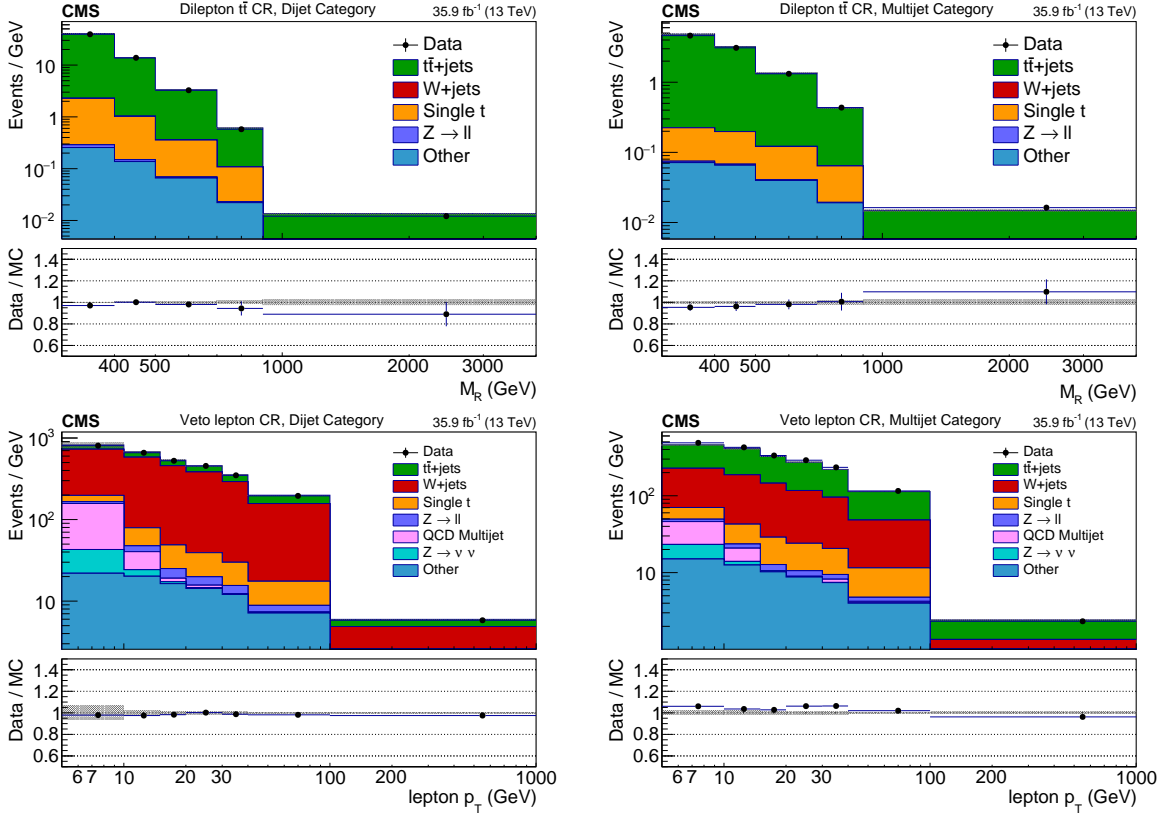 CMS Dilepton tt̄ CR, Dijet Category 35.9 fb⁻¹ (13 TeV)
Events / GeV
10
1
10⁻¹
10⁻²
Data
tt̄+jets
W+jets
Single t
Z → ll
Other
Data / MC
1.4
1.2
1
0.8
0.6
400 500 1000 2000 3000
M_R (GeV)
CMS Dilepton tt̄ CR, Multijet Category 35.9 fb⁻¹ (13 TeV)
Events / GeV
1
10⁻¹
10⁻²
Data
tt̄+jets
W+jets
Single t
Z → ll
Other
Data / MC
1.4
1.2
1
0.8
0.6
400 500 1000 2000 3000
M_R (GeV)
CMS Veto lepton CR, Dijet Category 35.9 fb⁻¹ (13 TeV)
Events / GeV
10³
10²
10
Data
tt̄+jets
W+jets
Single t
Z → ll
QCD Multijet
Z → ν ν
Other
Data / MC
1.4
1.2
1
0.8
0.6
6 7 10 20 30 100 200 1000
lepton p_T (GeV)
CMS Veto lepton CR, Multijet Category 35.9 fb⁻¹ (13 TeV)
Events / GeV
10²
10
Data
tt̄+jets
W+jets
Single t
Z → ll
QCD Multijet
Z → ν ν
Other
Data / MC
1.4
1.2
1
0.8
0.6
6 7 10 20 30 100 200 1000
lepton p_T (GeV)